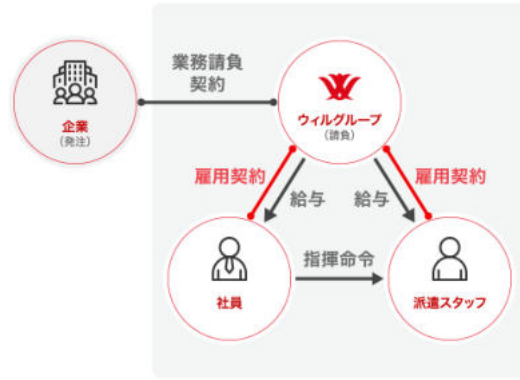 業務請負
契約
企業
(発注)
ウィルグループ
(請負)
雇用契約
給与
給与
雇用契約
指揮命令
社員
派遣スタッフ